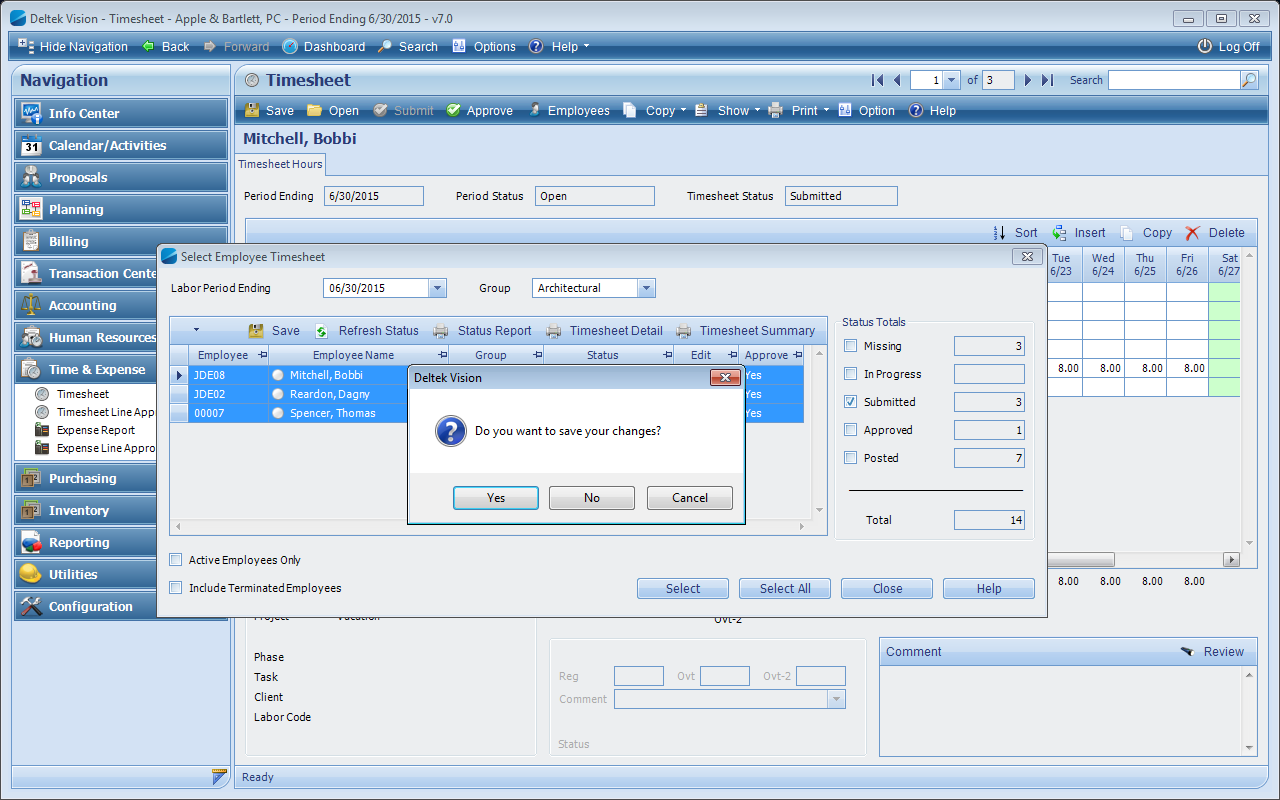 Deltek Vision - Timesheet - Apple & Bartlett, PC - Period Ending 6/30/2015 - v7.0
Hide Navigation Back Forward Dashboard Search Options Help Log Off
Navigation
Info Center
31 Calendar/Activities
Proposals
Planning
Billing
Transaction Cente
Accounting
Human Resources
Time & Expense
Timesheet
Timesheet Line Appr
Expense Report
Expense Line Appro
Purchasing
Inventory
Reporting
Utilities
Configuration
Timesheet 1 of 3 Search
Save Open Submit Approve Employees Copy Show Print Option Help
Mitchell, Bobbi
Timesheet Hours
Period Ending 6/30/2015 Period Status Open Timesheet Status Submitted
Sort Insert Copy Delete
Tue Wed Thu Fri Sat
6/23 6/24 6/25 6/26 6/27
8.00 8.00 8.00 8.00
8.00 8.00 8.00 8.00
Select Employee Timesheet
Labor Period Ending 06/30/2015 Group Architectural
Save Refresh Status Status Report Timesheet Detail Timesheet Summary
Employee Employee Name Group Status Edit Approve
JDE08 Mitchell, Bobbi Yes
JDE02 Reardon, Dagny Yes
00007 Spencer, Thomas Yes
Status Totals
Missing 3
In Progress
Submitted 3
Approved 1
Posted 7
Total 14
Deltek Vision
Do you want to save your changes?
Yes No Cancel
Active Employees Only
Include Terminated Employees
Select Select All Close Help
Project Vacation
Ovt-2
Phase
Task
Client
Labor Code
Reg Ovt Ovt-2
Comment
Status
Comment Review
Ready